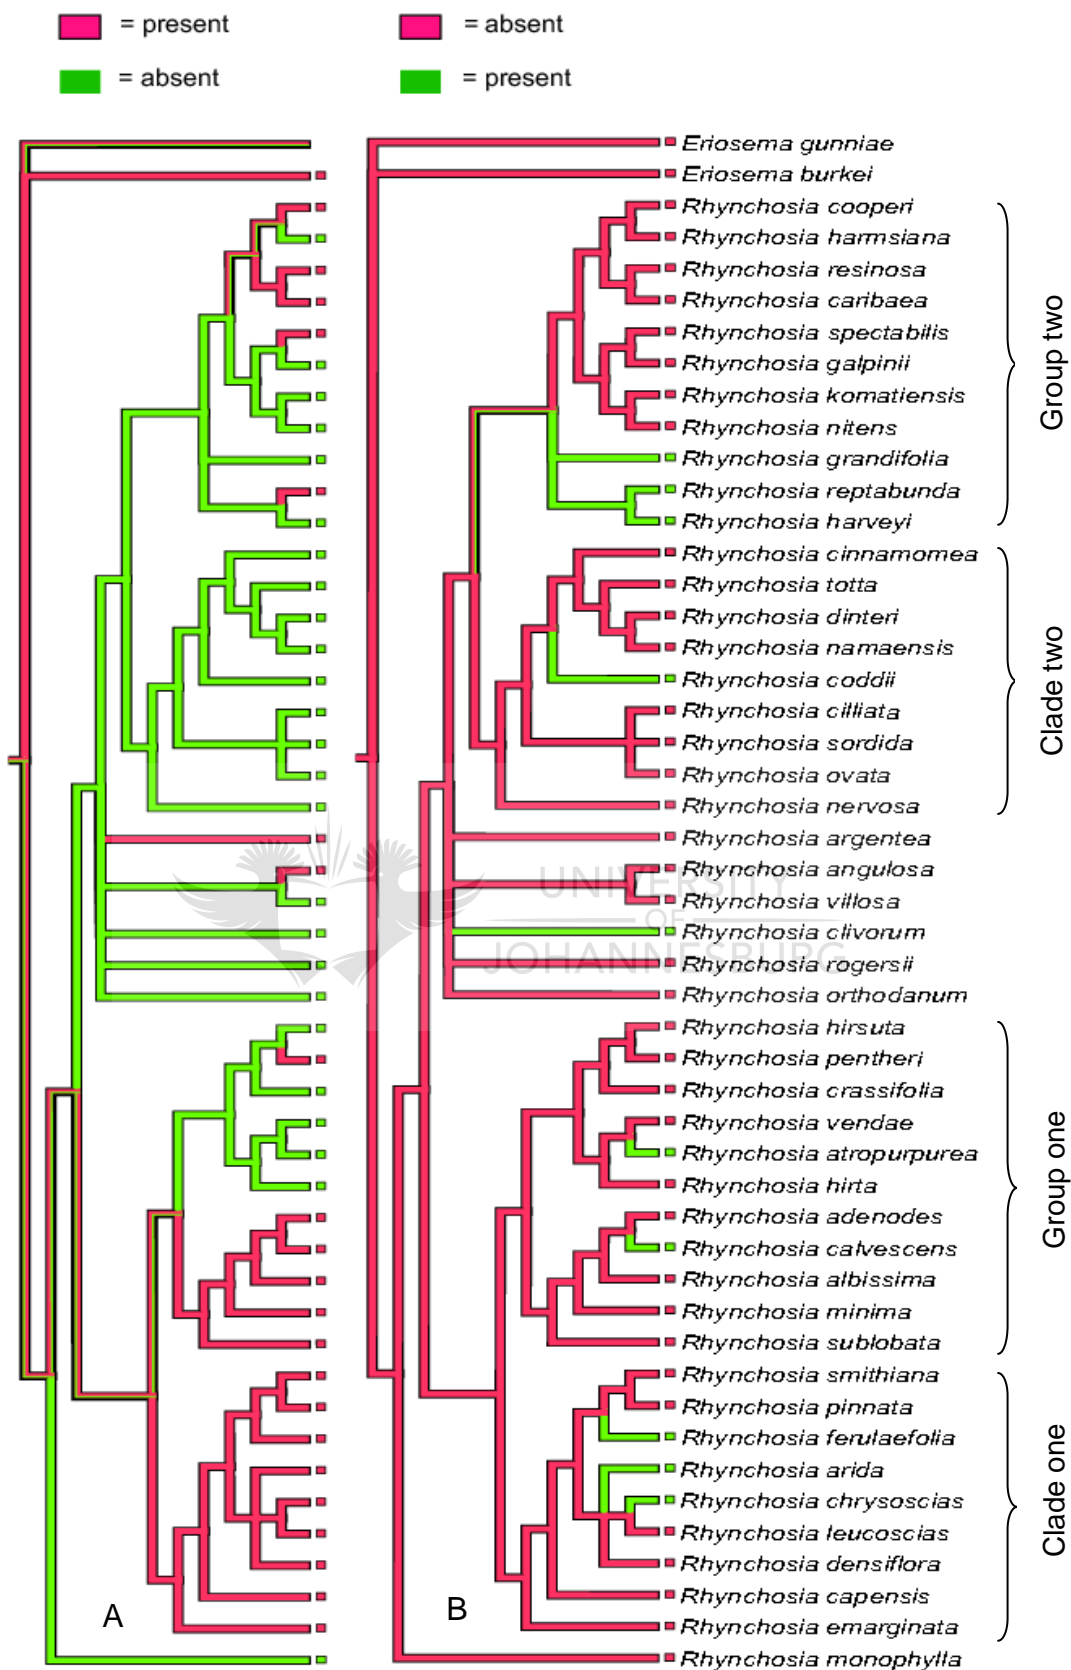 = present
= absent
= absent
= present
Eriosema gunniae
Eriosema burkei
Rhynchosia cooperi
Rhynchosia harmsiana
Rhynchosia resinosa
Rhynchosia caribaea
Rhynchosia spectabilis
Rhynchosia galpinii
Rhynchosia komatiensis
Rhynchosia nitens
Rhynchosia grandifolia
Rhynchosia reptabunda
Rhynchosia harveyi
Group two
Rhynchosia cinnamomea
Rhynchosia totta
Rhynchosia dinteri
Rhynchosia namaensis
Rhynchosia coddii
Rhynchosia cilliata
Rhynchosia sordida
Rhynchosia ovata
Rhynchosia nervosa
Clade two
Rhynchosia argentea
Rhynchosia angulosa
Rhynchosia villosa
Rhynchosia clivorum
Rhynchosia rogersii
Rhynchosia orthodanum
UNIVERSITY
OF
JOHANNESBURG
Rhynchosia hirsuta
Rhynchosia pentheri
Rhynchosia crassifolia
Rhynchosia vendae
Rhynchosia atropurpurea
Rhynchosia hirta
Rhynchosia adenodes
Rhynchosia calvescens
Rhynchosia albissima
Rhynchosia minima
Rhynchosia sublobata
Group one
Rhynchosia smithiana
Rhynchosia pinnata
Rhynchosia ferulaefolia
Rhynchosia arida
Rhynchosia chrysoscias
Rhynchosia leucoscias
Rhynchosia densiflora
Rhynchosia capensis
Rhynchosia emarginata
Clade one
Rhynchosia monophylla
A
B